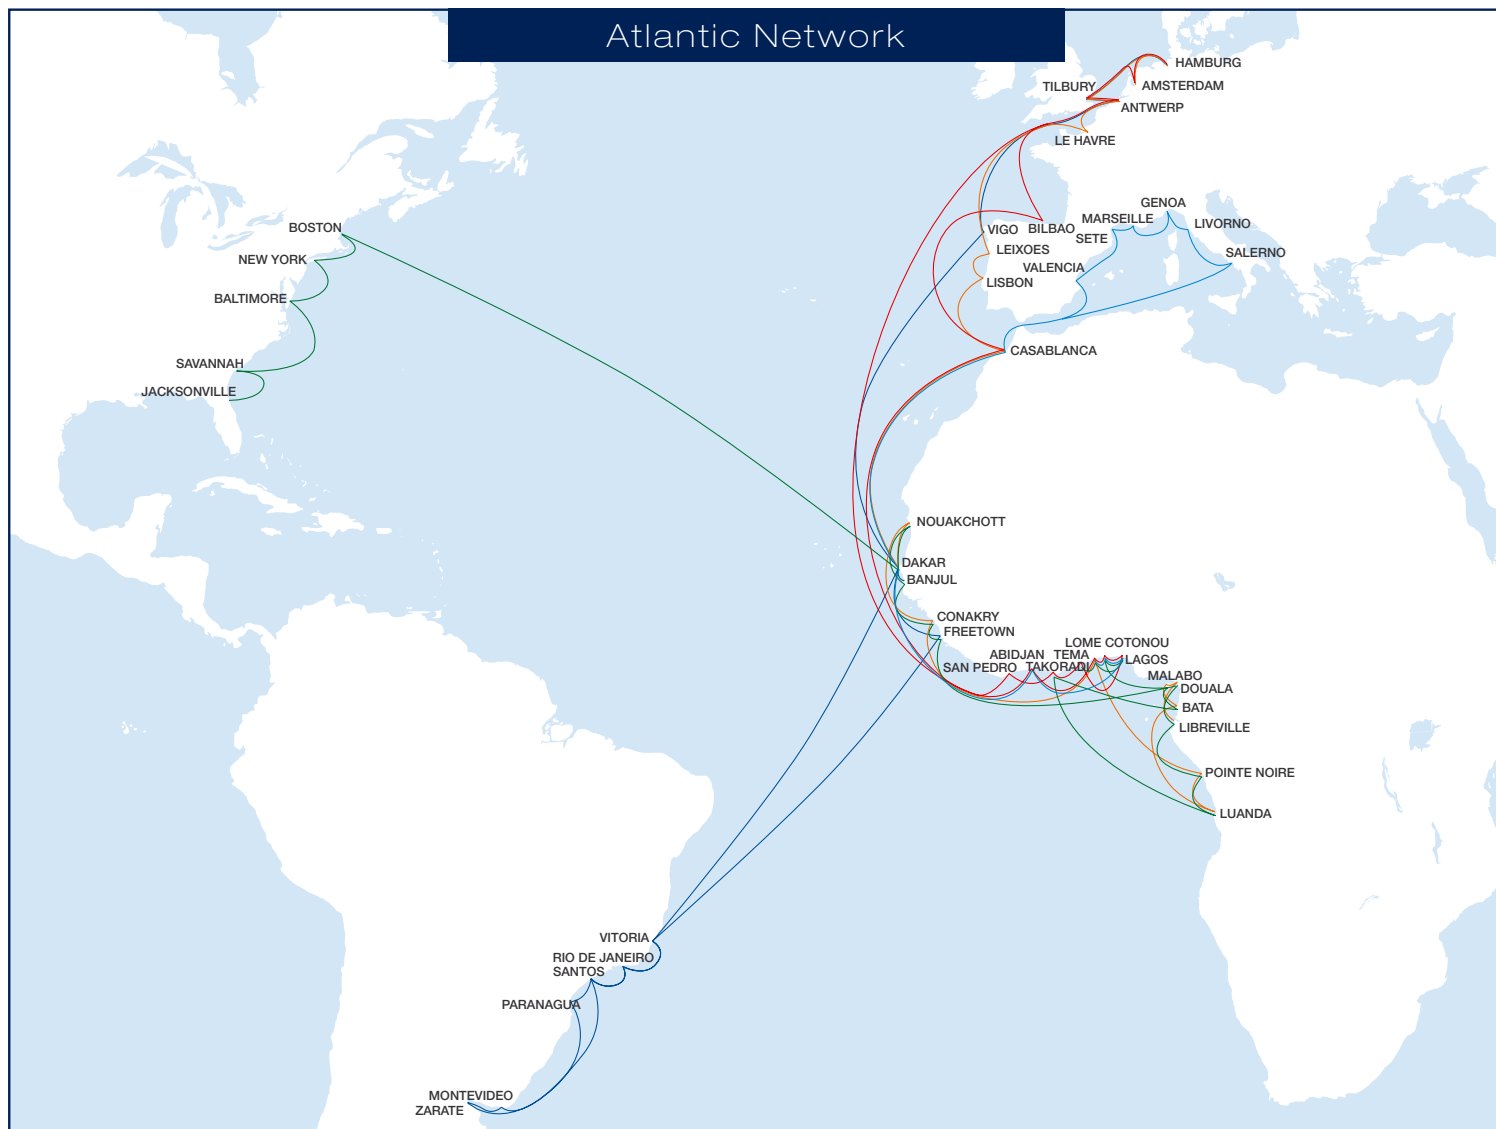 Atlantic Network
HAMBURG
TILBURY
AMSTERDAM
ANTWERP
LE HAVRE
GENOA
MARSEILLE
LIVORNO
BOSTON
VIGO
BILBAO
SETE
LEIXOES
SALERNO
NEW YORK
VALENCIA
LISBON
BALTIMORE
CASABLANCA
SAVANNAH
JACKSONVILLE
NOUAKCHOTT
DAKAR
BANJUL
CONAKRY
FREETOWN
LOME COTONOU
ABIDJAN
TEMA
LAGOS
SAN PEDRO
TAKORADI
MALABO
DOUALA
BATA
LIBREVILLE
POINTE NOIRE
LUANDA
VITORIA
RIO DE JANEIRO
SANTOS
PARANAGUA
MONTEVIDEO
ZARATE